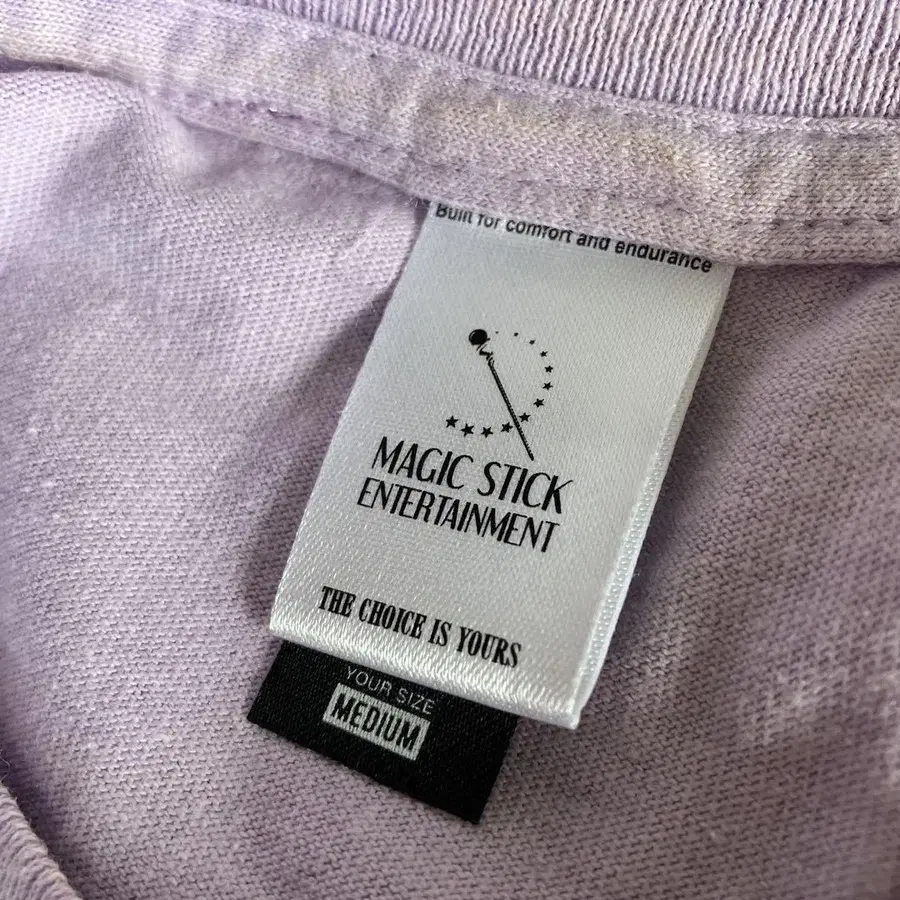 Built for comfort and endurance
MAGIC STICK
ENTERTAINMENT
THE CHOICE IS YOURS
YOUR SIZE
MEDIUM